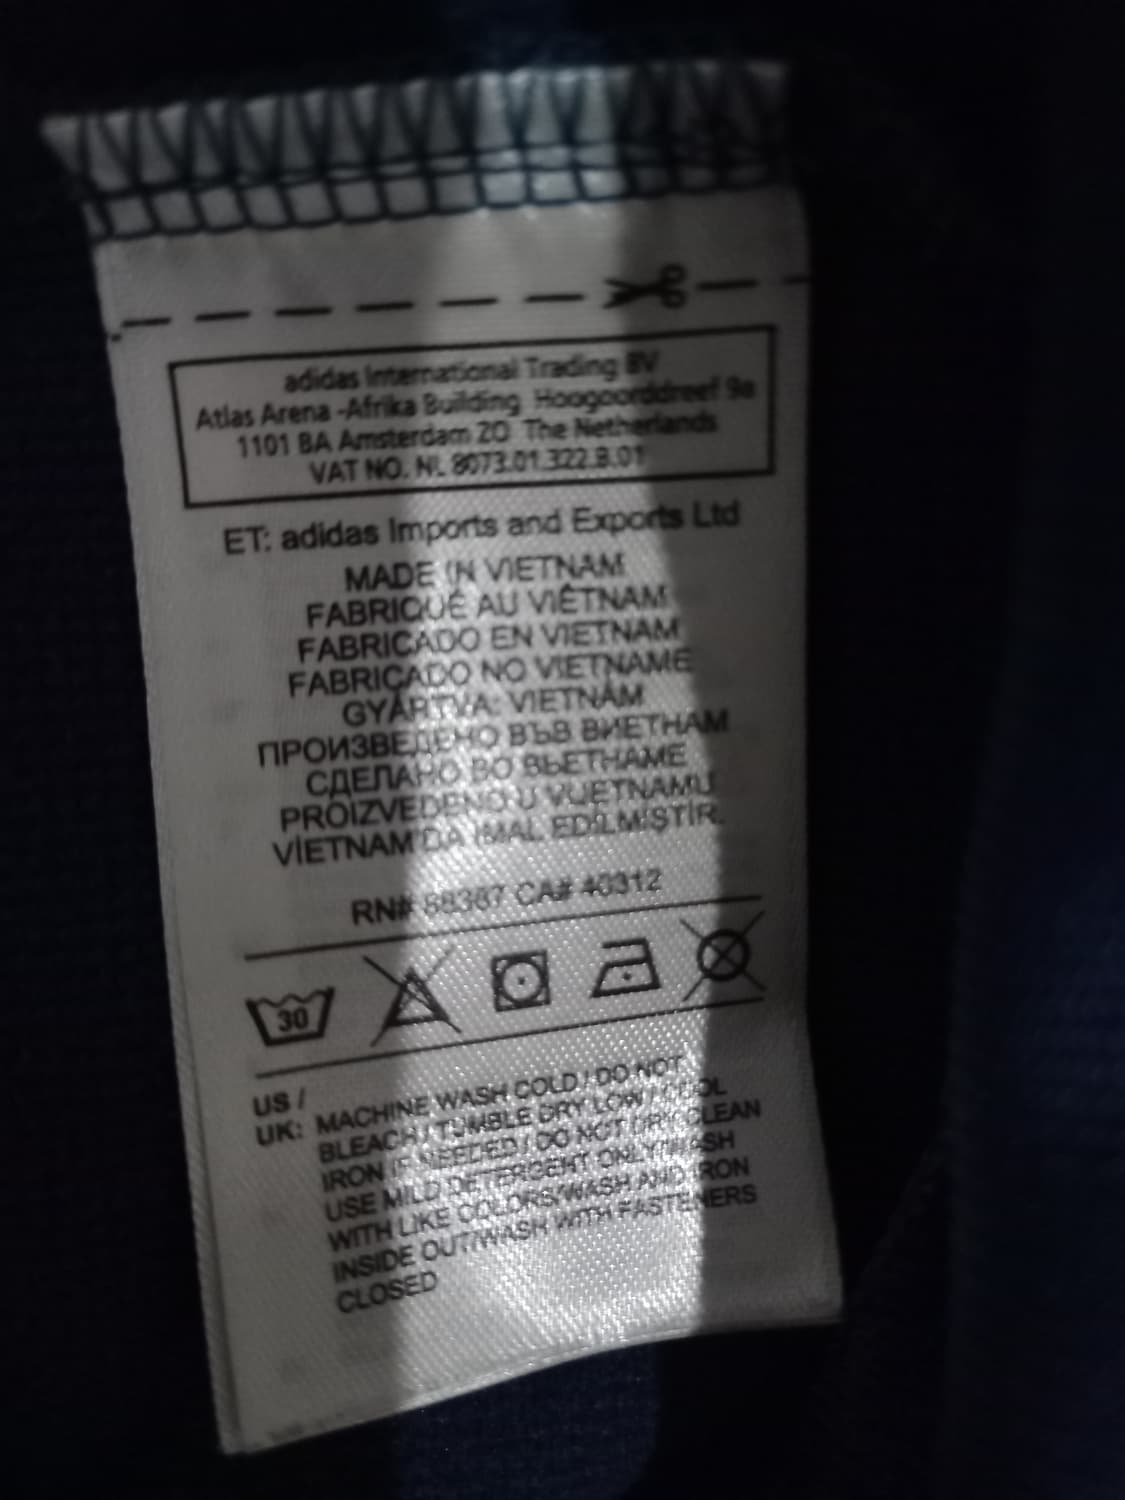 adidas International Trading BV
Atlas Arena -Afrika Building Hoogoorddreef 9a
1101 BA Amsterdam ZO The Netherlands
VAT NO. NL 8073.01.322.B.01
ET: adidas Imports and Exports Ltd
MADE IN VIETNAM
FABRIQUÉ AU VIÊTNAM
FABRICADO EN VIETNAM
FABRICADO NO VIETNAME
GYÁRTVA: VIETNÁM
ПРОИЗВЕДЕНО ВЪВ ВИЕТНАМ
СДЕЛАНО ВО ВЬЕТНАМЕ
PROIZVEDENO U VIJETNAMU
VİETNAM'DA İMAL EDİLMİŞTİR.
RN# 88387 CA# 40312
30
US /
UK: MACHINE WASH COLD / DO NOT
BLEACH / TUMBLE DRY LOW / COOL
IRON IF NEEDED / DO NOT DRY CLEAN
USE MILD DETERGENT ONLY/WASH
WITH LIKE COLORS/WASH AND IRON
INSIDE OUT/WASH WITH FASTENERS
CLOSED